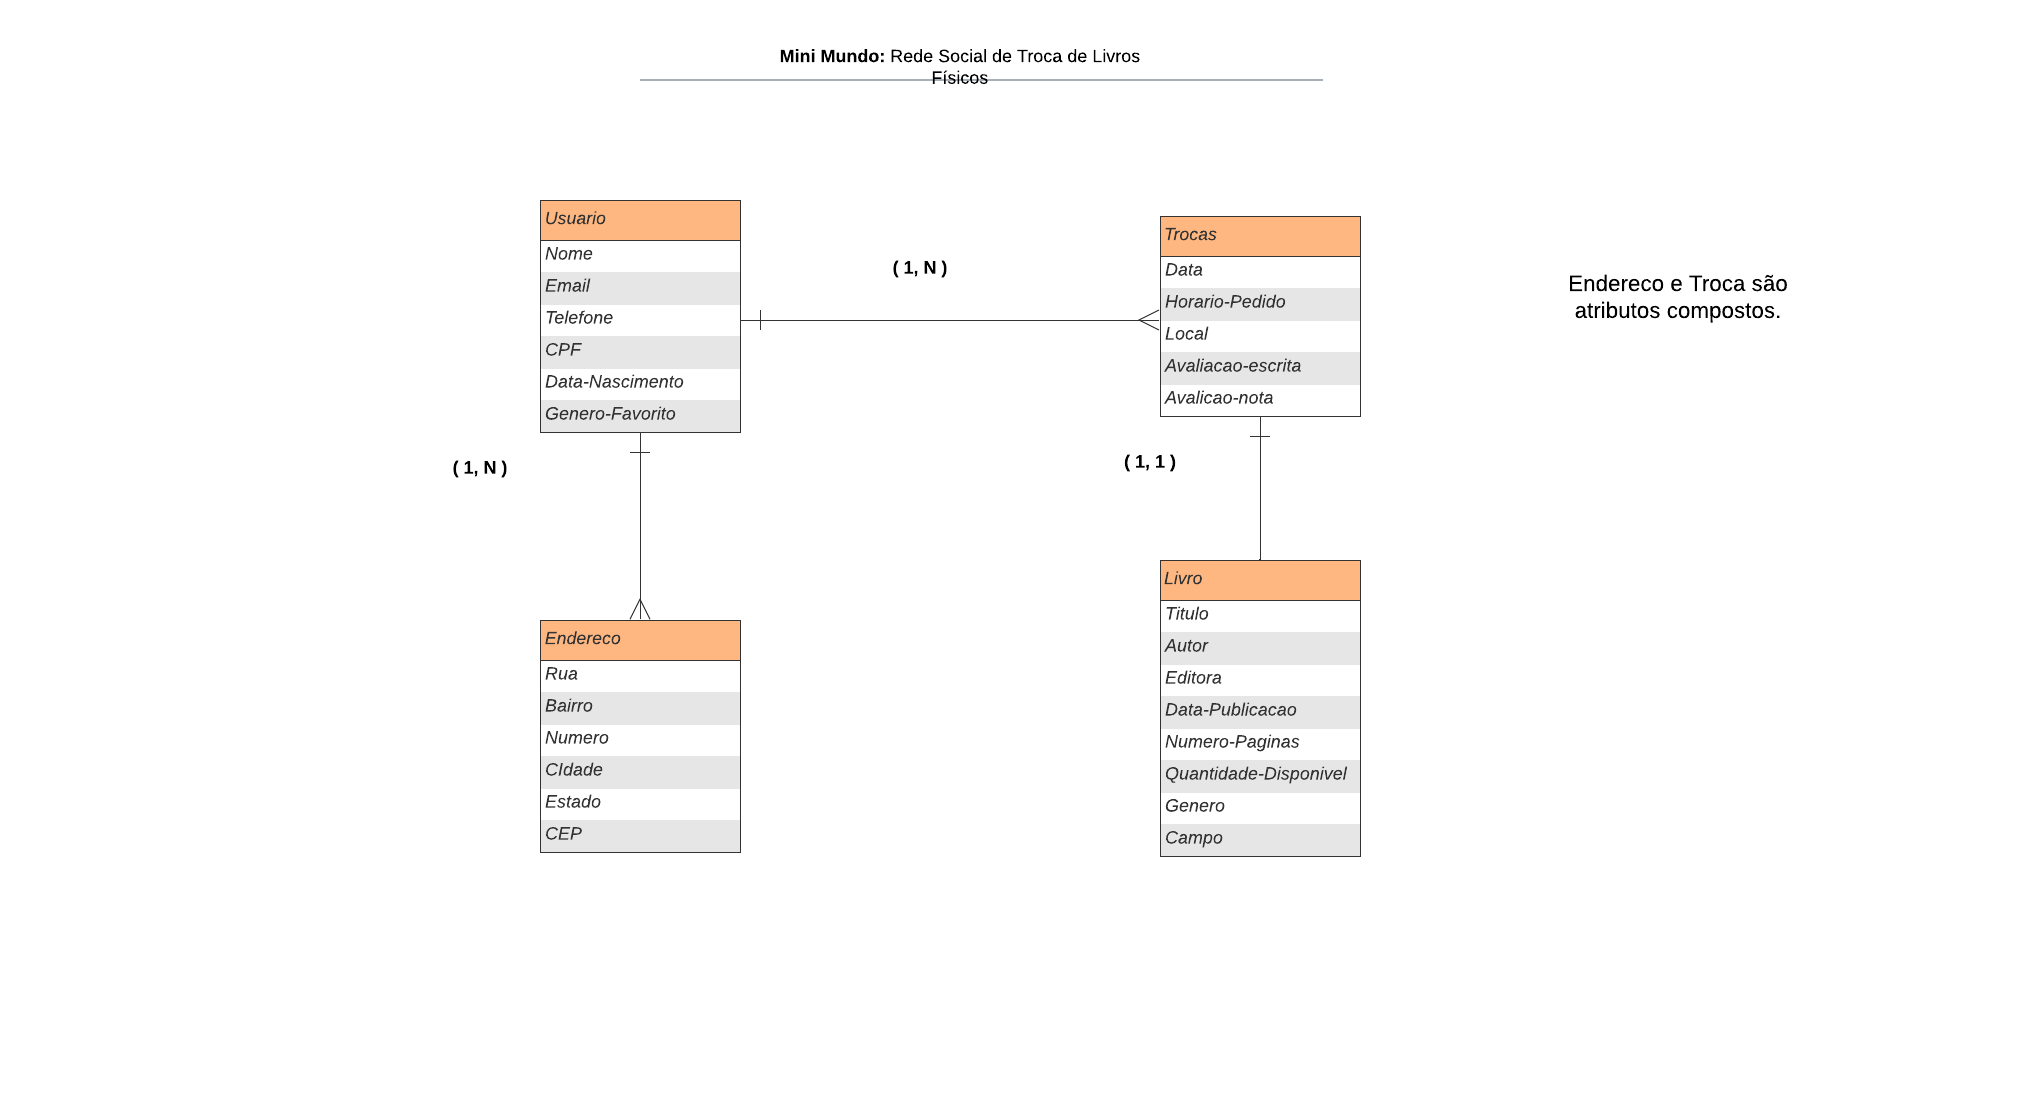 Mini Mundo: Rede Social de Troca de Livros
Físicos
Usuario
Nome
Email
Telefone
CPF
Data-Nascimento
Genero-Favorito
( 1, N )
Trocas
Data
Horario-Pedido
Local
Avaliacao-escrita
Avalicao-nota
Endereco e Troca são
atributos compostos.
( 1, N )
( 1, 1 )
Endereco
Rua
Bairro
Numero
CIdade
Estado
CEP
Livro
Titulo
Autor
Editora
Data-Publicacao
Numero-Paginas
Quantidade-Disponivel
Genero
Campo